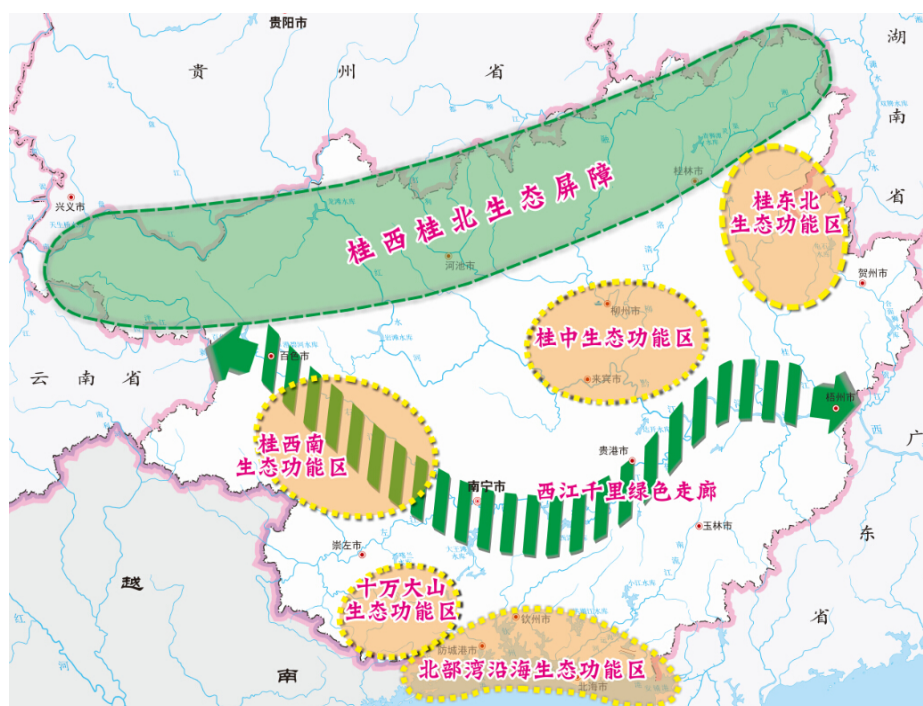 贵阳市
贵 州 省
湖
南
省
兴义市
桂西桂北生态屏障
桂林市
桂东北
生态功能区
河池市
贺州市
柳州市
桂中生态功能区
来宾市
百色市
云南省
梧州市
西
广
东
省
桂西南
生态功能区
贵港市
南宁市
西江千里绿色走廊
玉林市
崇左市
越
南
红
河
十万大山
生态功能区
钦州市
防城港市
北部湾沿海生态功能区
北海市